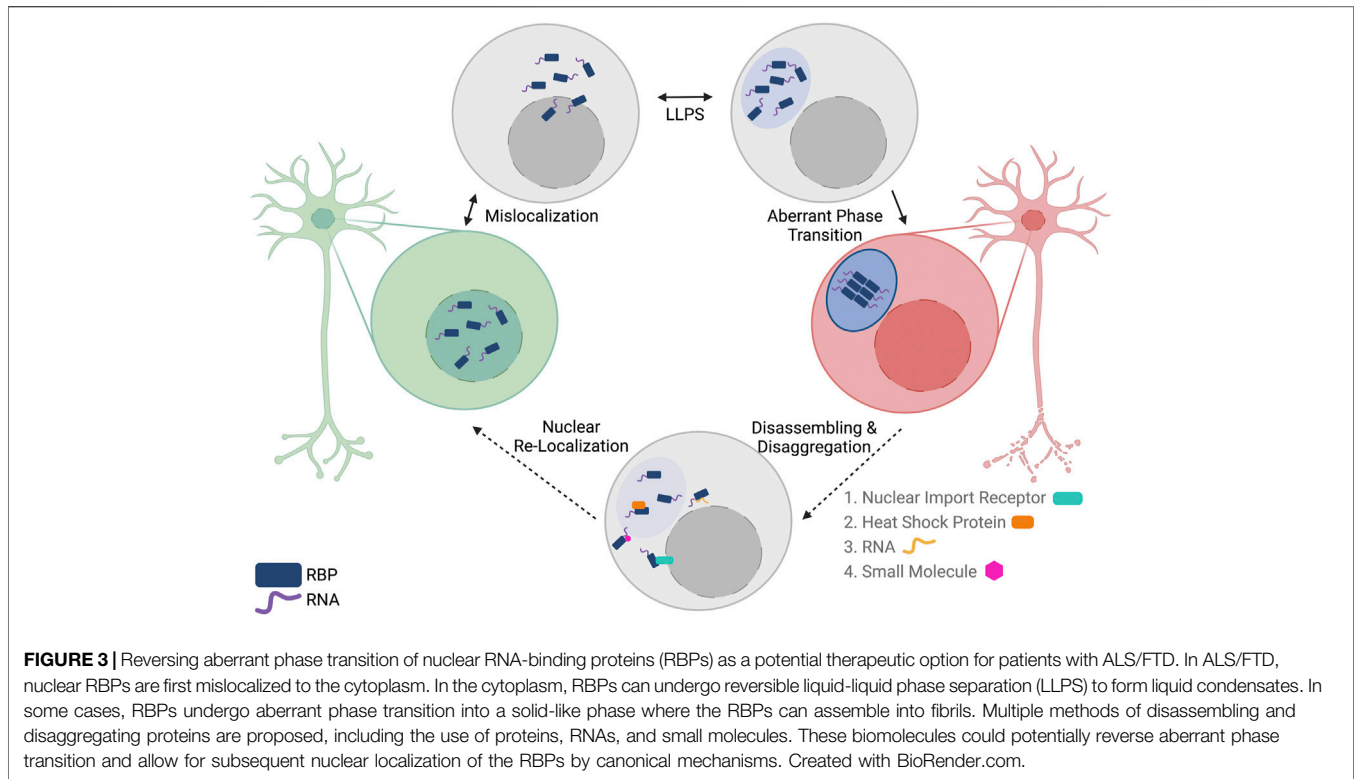 LLPS
Mislocalization
Aberrant Phase
Transition
Nuclear
Re-Localization
Disassembling &
Disaggregation
1. Nuclear Import Receptor
2. Heat Shock Protein
3. RNA
4. Small Molecule
RBP
RNA
FIGURE 3 | Reversing aberrant phase transition of nuclear RNA-binding proteins (RBPs) as a potential therapeutic option for patients with ALS/FTD. In ALS/FTD,
nuclear RBPs are first mislocalized to the cytoplasm. In the cytoplasm, RBPs can undergo reversible liquid-liquid phase separation (LLPS) to form liquid condensates. In
some cases, RBPs undergo aberrant phase transition into a solid-like phase where the RBPs can assemble into fibrils. Multiple methods of disassembling and
disaggregating proteins are proposed, including the use of proteins, RNAs, and small molecules. These biomolecules could potentially reverse aberrant phase
transition and allow for subsequent nuclear localization of the RBPs by canonical mechanisms. Created with BioRender.com.